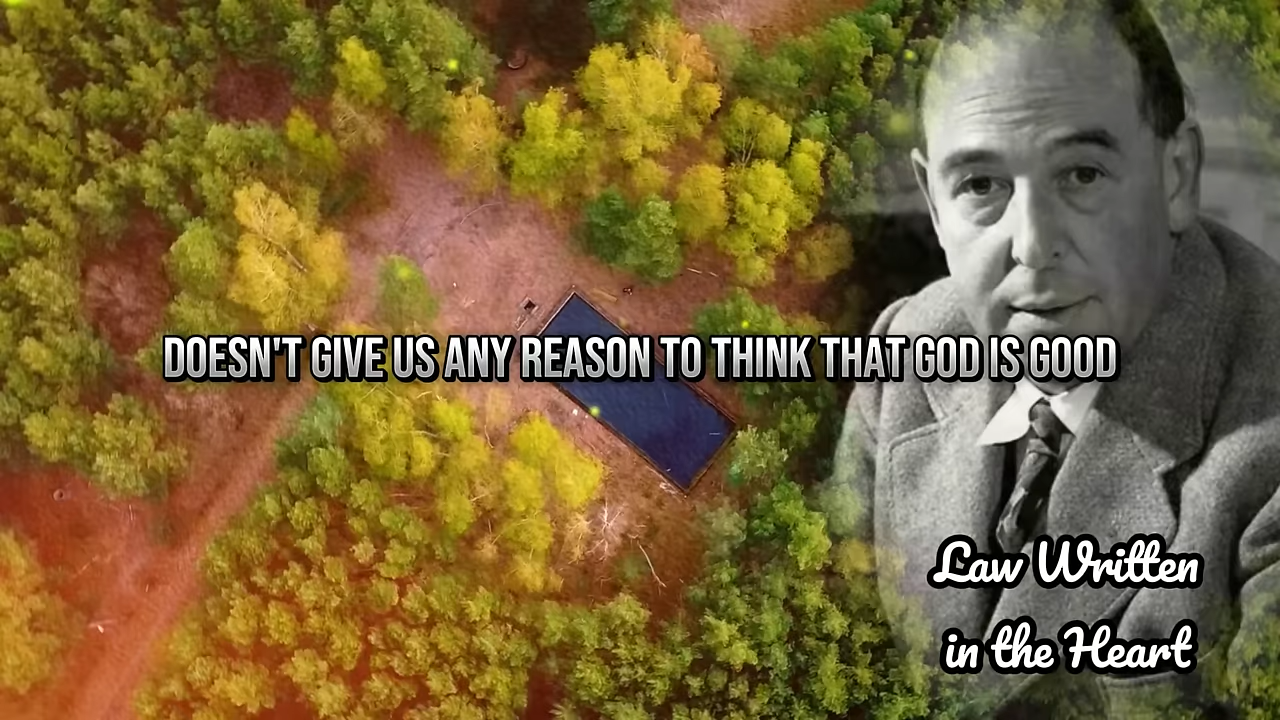 DOESN'T GIVE US ANY REASON TO THINK THAT GOD IS GOOD
Law Written
in the Heart